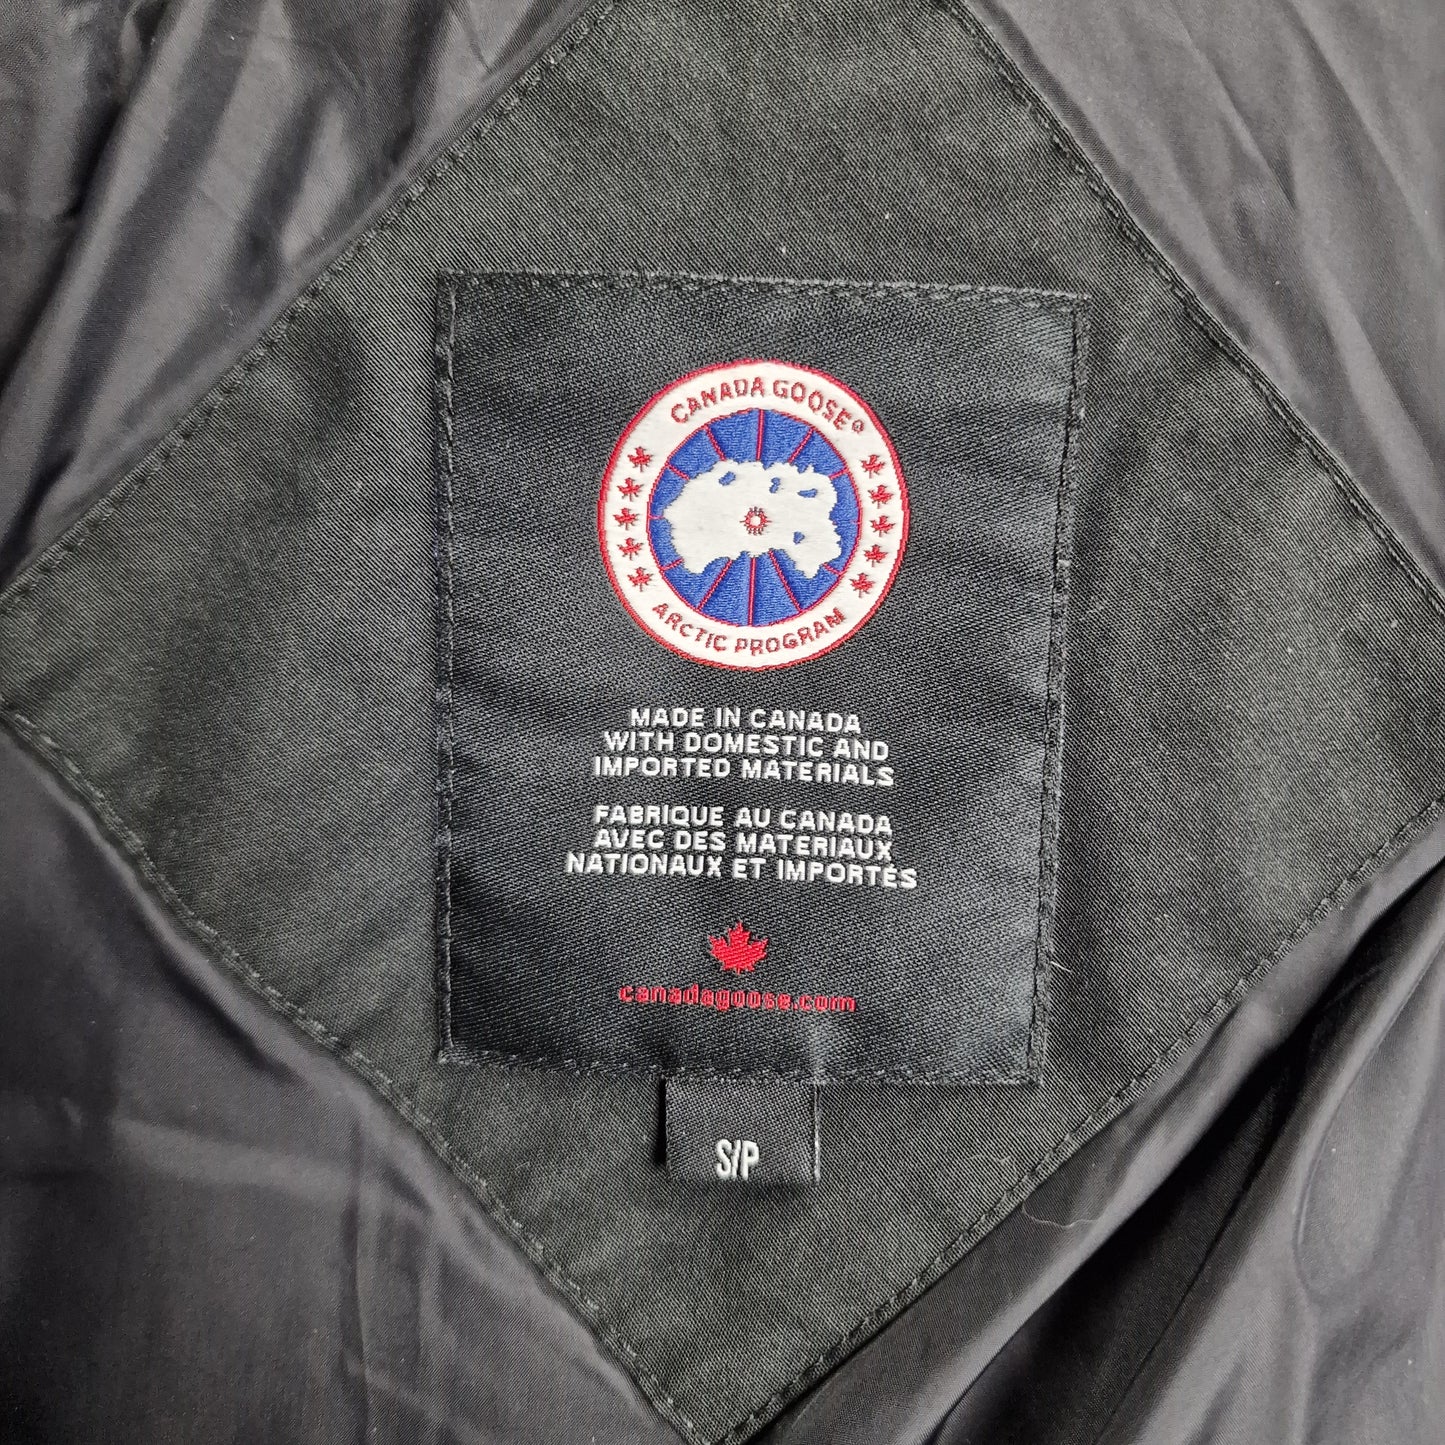 CANADA GOOSE®
ARCTIC PROGRAM
MADE IN CANADA
WITH DOMESTIC AND
IMPORTED MATERIALS
FABRIQUE AU CANADA
AVEC DES MATERIAUX
NATIONAUX ET IMPORTÉS
canadagoose.com
S/P